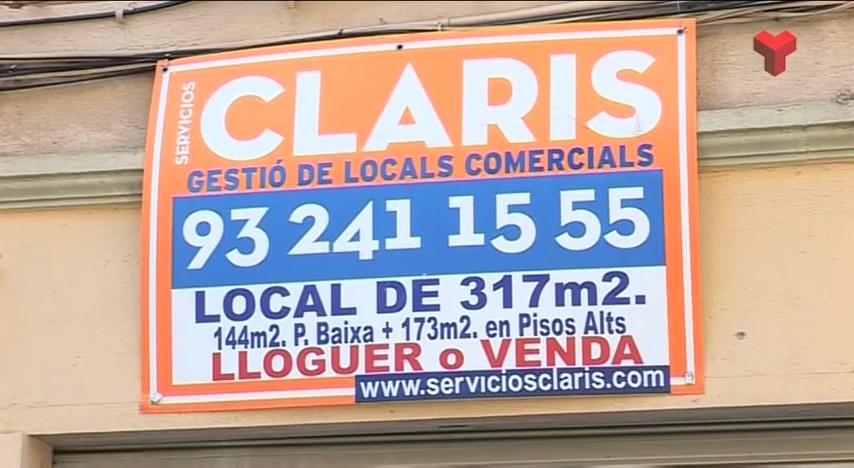 SERVICIOS
CLARIS
GESTIÓ DE LOCALS COMERCIALS
93 241 15 55
LOCAL DE 317m2.
144m2. P. Baixa + 173m2. en Pisos Alts
LLOGUER o VENDA
www.serviciosclaris.com